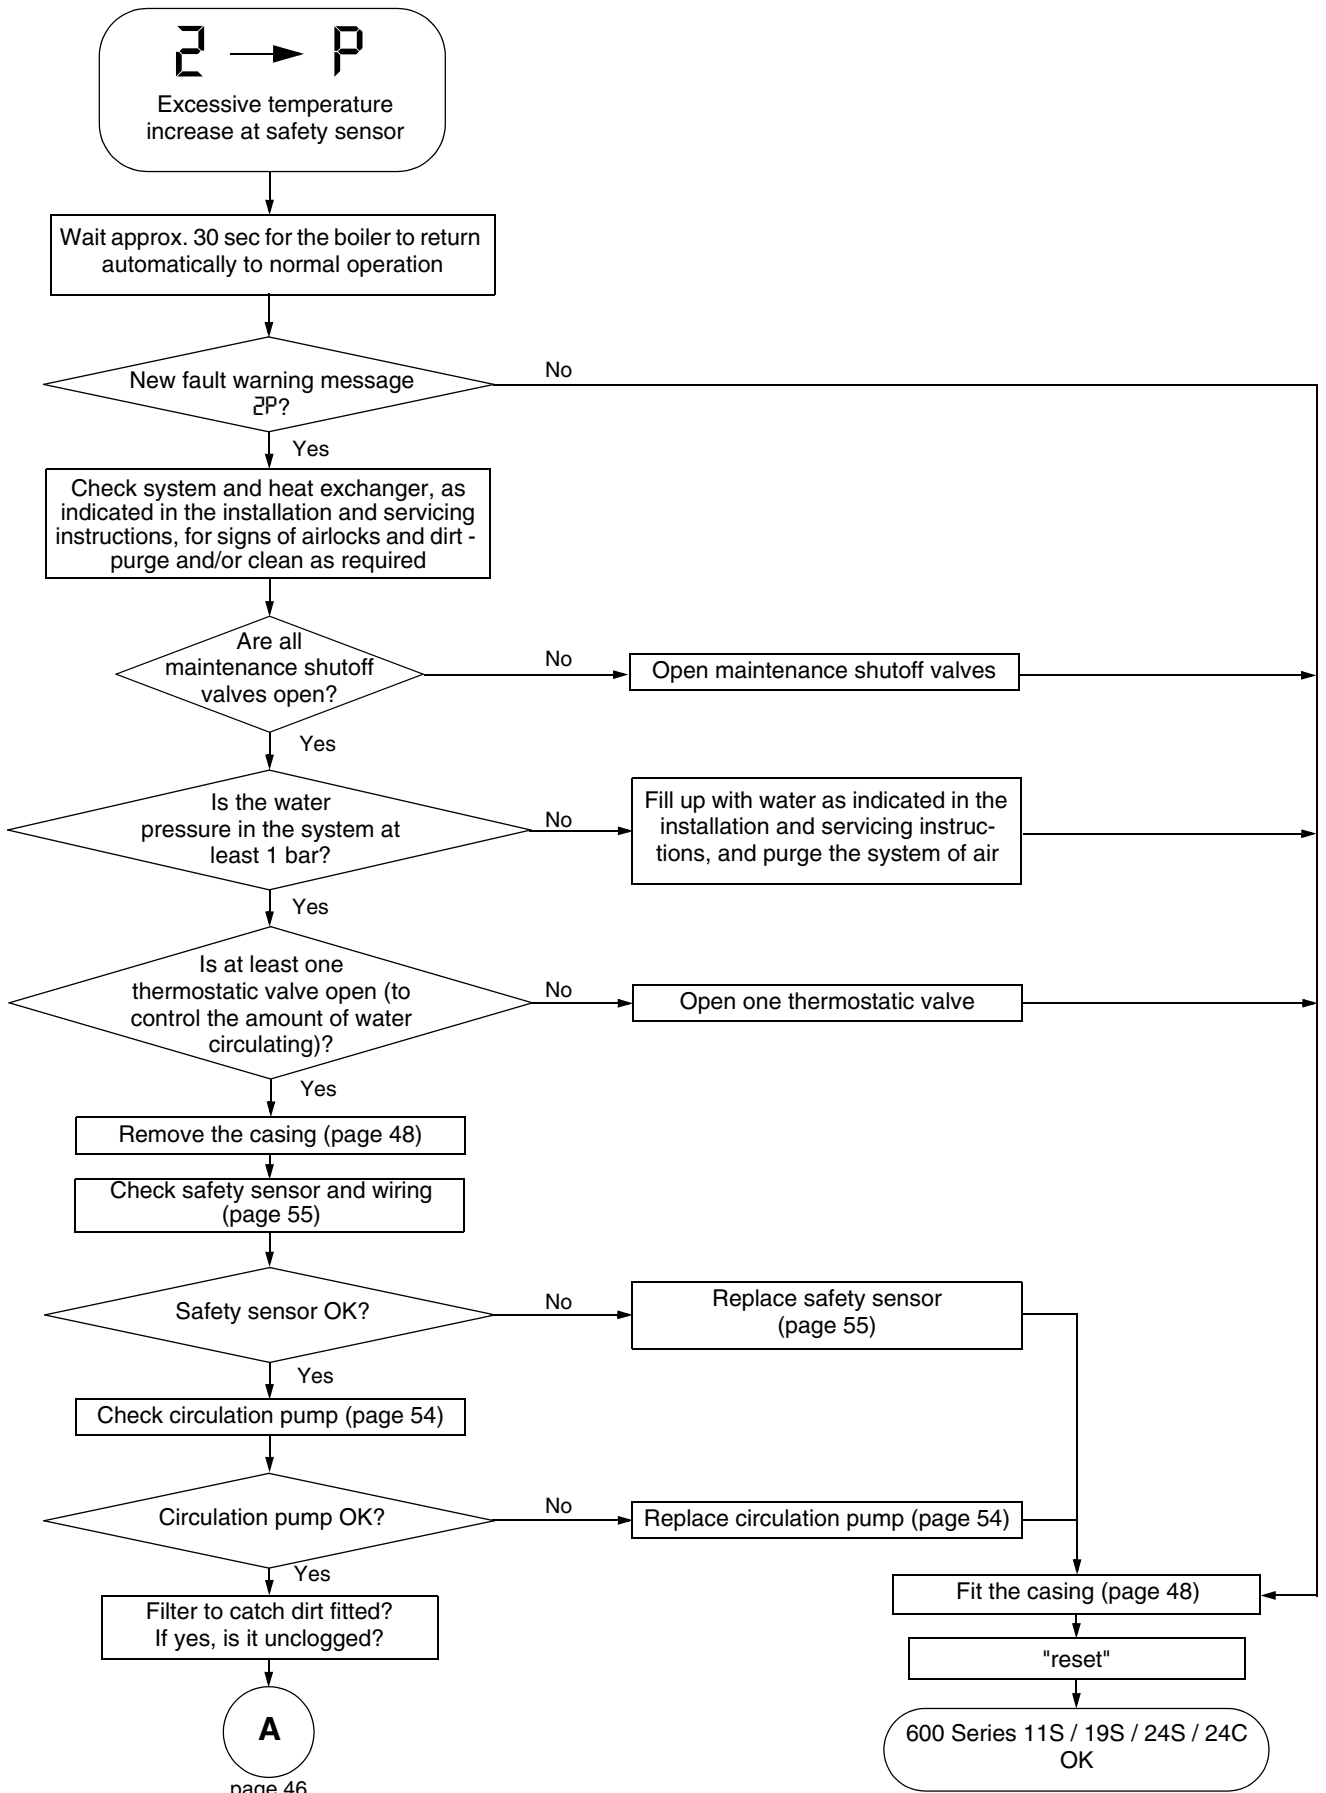 2 → P
Excessive temperature
increase at safety sensor
Wait approx. 30 sec for the boiler to return
automatically to normal operation
New fault warning message
2P?
No
Yes
Check system and heat exchanger, as
indicated in the installation and servicing
instructions, for signs of airlocks and dirt -
purge and/or clean as required
Are all
maintenance shutoff
valves open?
No
Open maintenance shutoff valves
Yes
Is the water
pressure in the system at
least 1 bar?
No
Fill up with water as indicated in the
installation and servicing instruc-
tions, and purge the system of air
Yes
Is at least one
thermostatic valve open (to
control the amount of water
circulating)?
No
Open one thermostatic valve
Yes
Remove the casing (page 48)
Check safety sensor and wiring
(page 55)
Safety sensor OK?
No
Replace safety sensor
(page 55)
Yes
Check circulation pump (page 54)
Circulation pump OK?
No
Replace circulation pump (page 54)
Yes
Filter to catch dirt fitted?
If yes, is it unclogged?
A
page 46
Fit the casing (page 48)
"reset"
600 Series 11S / 19S / 24S / 24C
OK